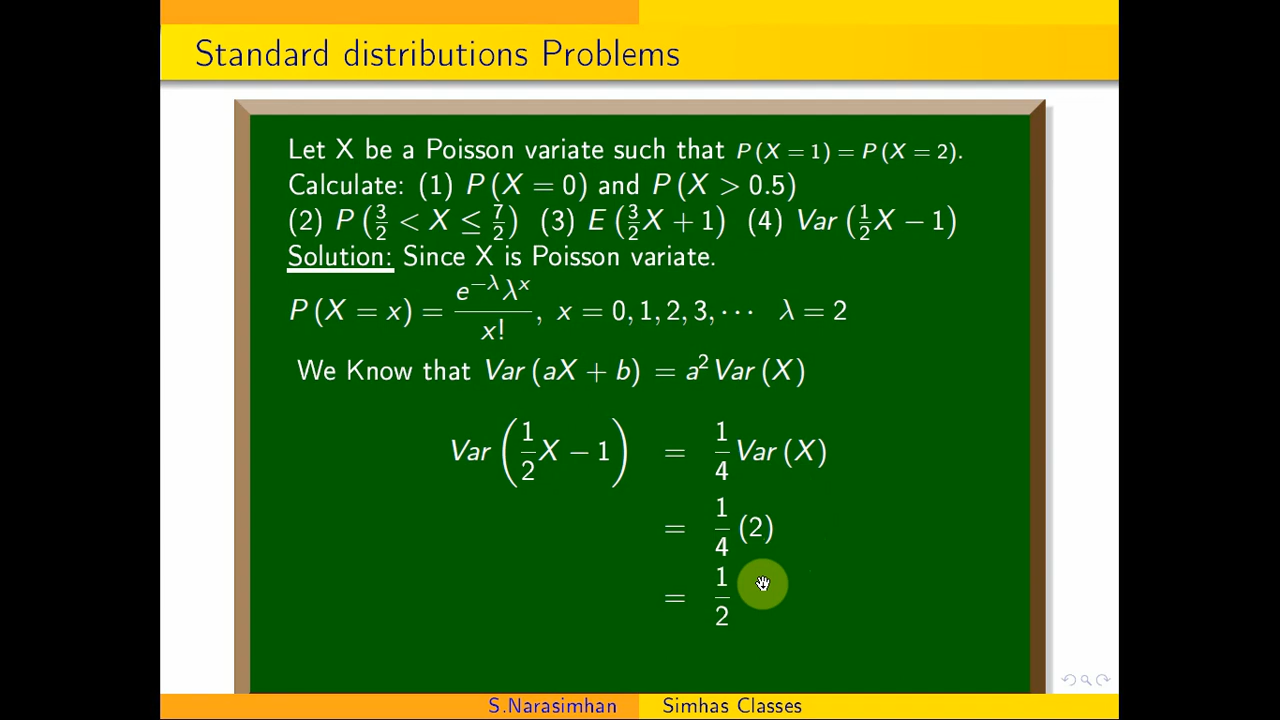 Standard distributions Problems
Let X be a Poisson variate such that P(X = 1) = P(X = 2).
Calculate: (1) P(X = 0) and P(X > 0.5)
(2) P(3/2 < X ≤ 7/2) (3) E(3/2 X + 1) (4) Var(1/2 X − 1)
Solution: Since X is Poisson variate.
P(X = x) = e^{−λ}λ^x / x!, x = 0, 1, 2, 3, ⋯ λ = 2
We Know that Var(aX + b) = a² Var(X)
Var(1/2 X − 1) = 1/4 Var(X)
= 1/4 (2)
= 1/2
S.Narasimhan Simhas Classes